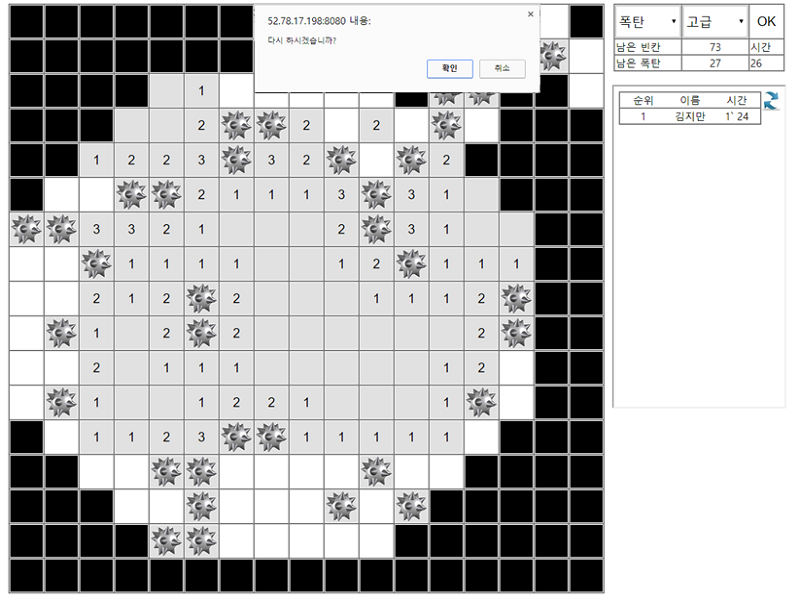 52.78.17.198:8080 내용:
다시 하시겠습니까?
확인 취소
폭탄 고급 OK
남은 빈칸 73 시간
남은 폭탄 27 26
순위 이름 시간
1 김지만 1` 24
1
2 2 2
1 2 2 3 3 2 2
2 1 1 1 3 3 1
3 3 2 1 2 3 1
1 1 1 1 1 2 1 1 1
2 1 2 2 1 1 1 2
1 2 2 2
2 1 1 1 1 2
1 1 2 2 1 1
1 1 2 3 1 1 1 1 1